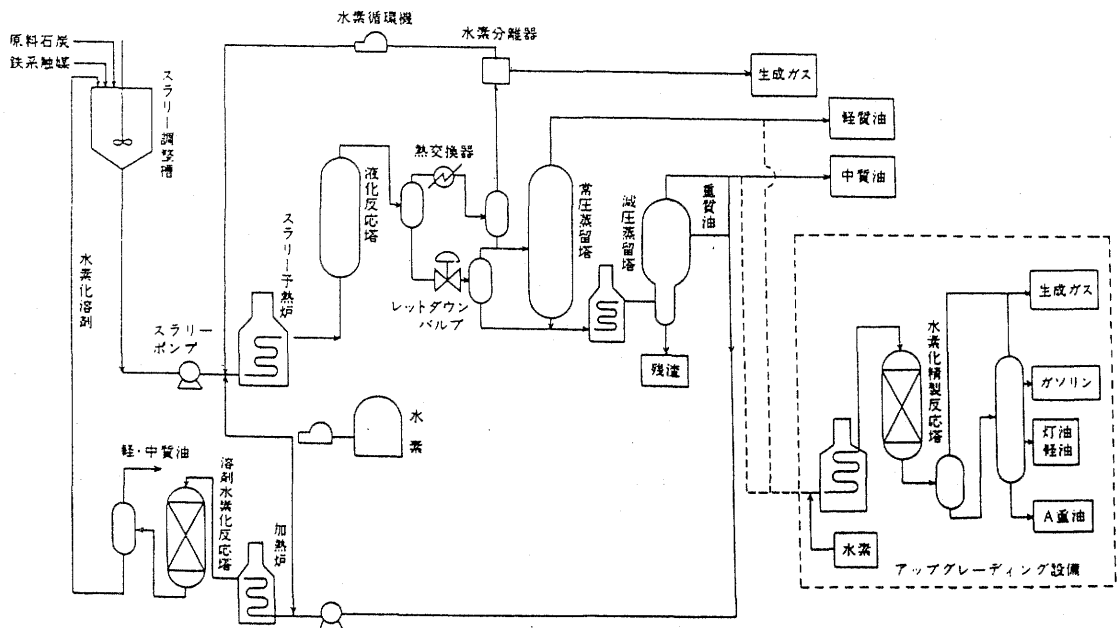 水素循環機
水素分離器
原料石炭
鉄系触媒
スラリー調整槽
生成ガス
軽質油
中質油
熱交換器
液化反応塔
常圧蒸留塔
減圧蒸留塔
重質油
スラリー予熱炉
レットダウン
バルブ
水素化溶剤
スラリー
ポンプ
残渣
水素
軽・中質油
溶剤水素化反応塔
加熱炉
水素化精製反応塔
生成ガス
ガソリン
灯油
軽油
A重油
水素
アップグレーディング設備